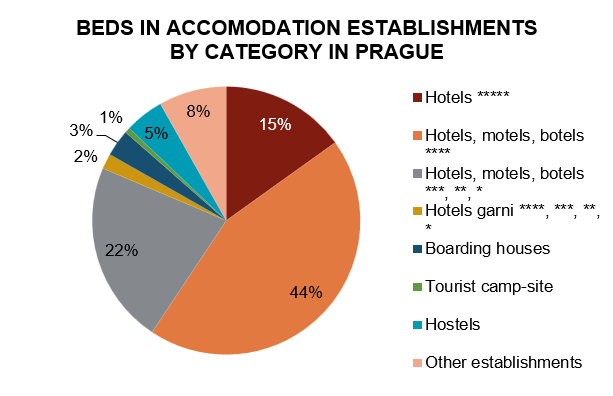 BEDS IN ACCOMODATION ESTABLISHMENTS
BY CATEGORY IN PRAGUE
15%
44%
22%
2%
3%
1%
5%
8%
Hotels *****
Hotels, motels, botels
****
Hotels, motels, botels
***, **, *
Hotels garni ****, ***, **,
*
Boarding houses
Tourist camp-site
Hostels
Other establishments